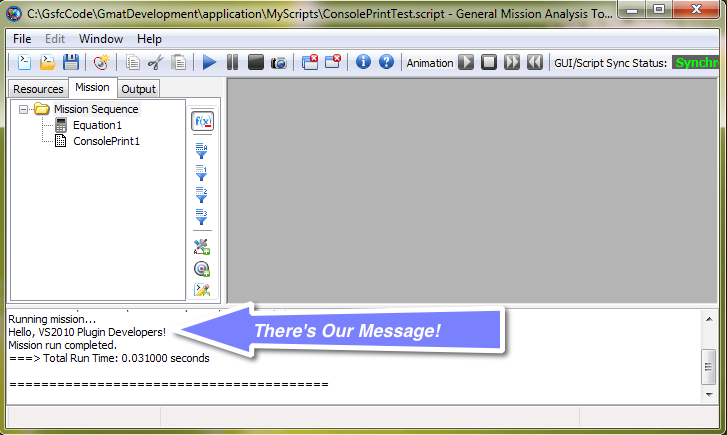 C:\GsfcCode\GmatDevelopment\application\MyScripts\ConsolePrintTest.script - General Mission Analysis To...
File Edit Window Help
Animation GUI/Script Sync Status: Synchr
Resources Mission Output
Mission Sequence
Equation1
ConsolePrint1
f(x)
Running mission...
Hello, VS2010 Plugin Developers!
There's Our Message!
Mission run completed.
===> Total Run Time: 0.031000 seconds
========================================